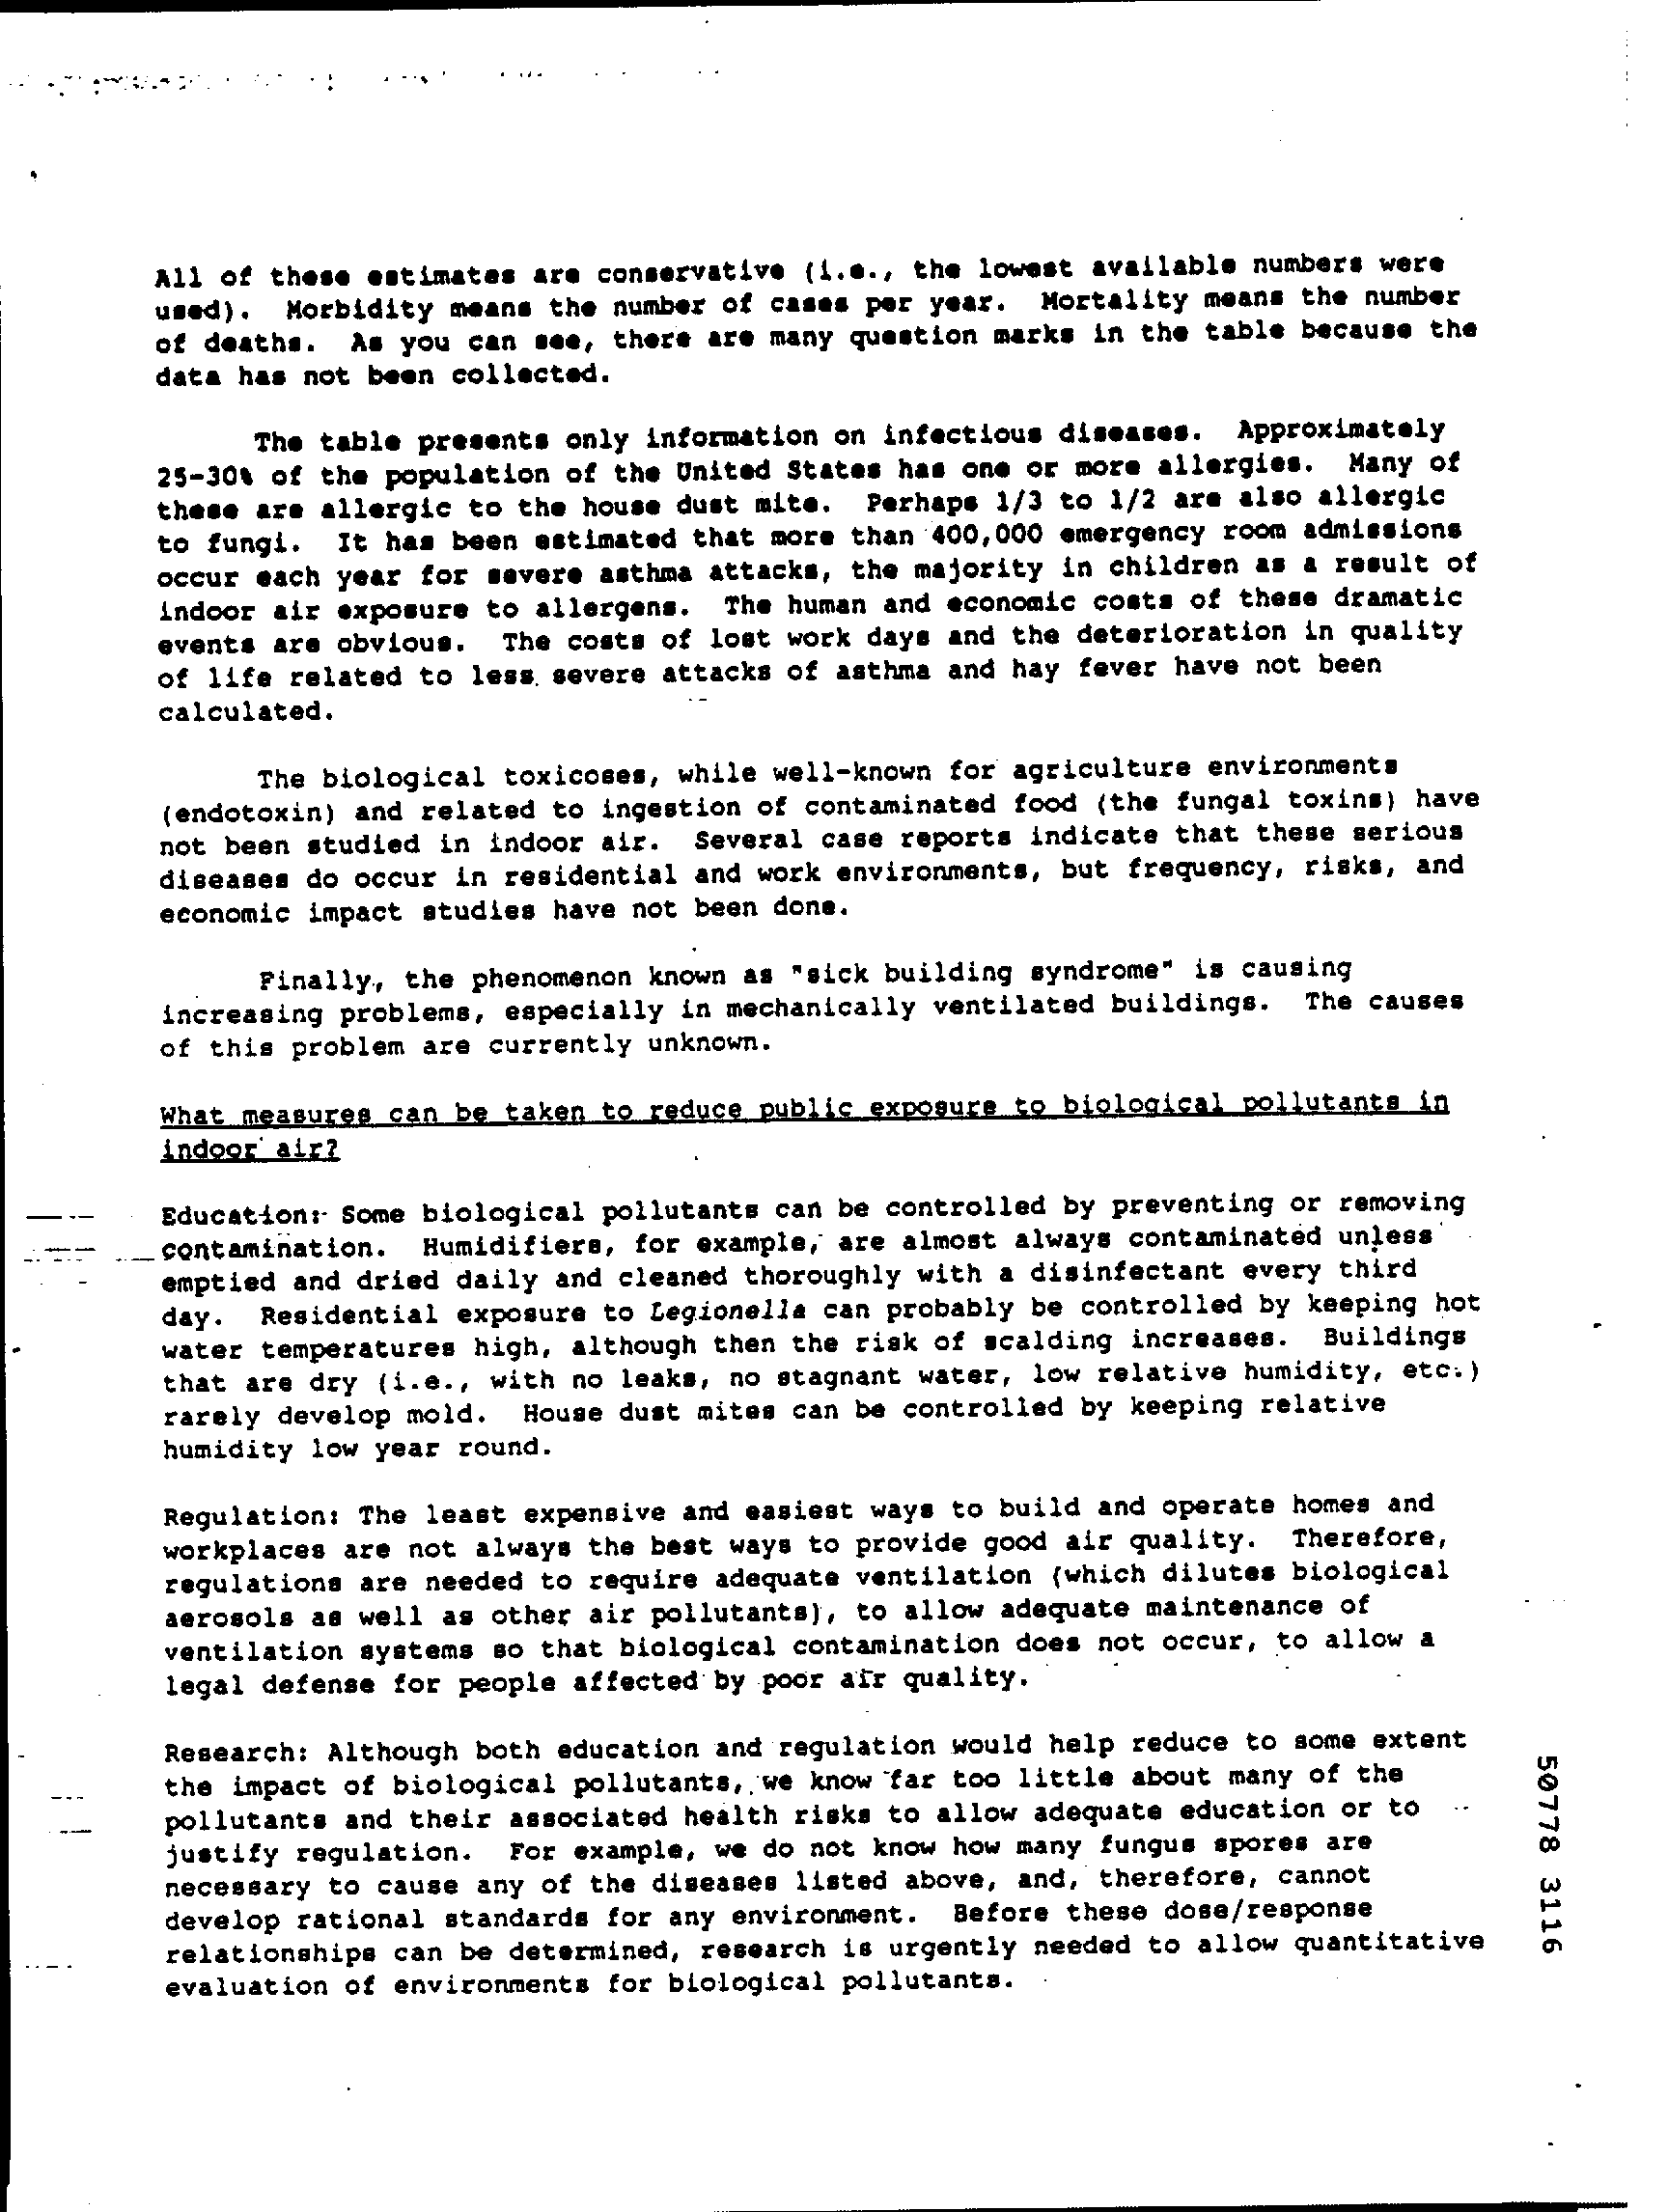 All of these estimates are conservative (i.e., the lowest available numbers were
used). Morbidity means the number of cases per year. Mortality means the number
of deaths. As you can see, there are many question marks in the table because the
data has not been collected.
The table presents only information on infectious diseases. Approximately
25-30% of the population of the United States has one or more allergies. Many of
these are allergic to the house dust mite. Perhaps 1/3 to 1/2 are also allergic
to fungi. It has been estimated that more than 400,000 emergency room admissions
occur each year for severe asthma attacks, the majority in children as a result of
indoor air exposure to allergens. The human and economic costs of these dramatic
events are obvious. The costs of lost work days and the deterioration in quality
of life related to less severe attacks of asthma and hay fever have not been
calculated.
The biological toxicoses, while well-known for agriculture environments
(endotoxin) and related to ingestion of contaminated food (the fungal toxins) have
not been studied in indoor air. Several case reports indicate that these serious
diseases do occur in residential and work environments, but frequency, risks, and
economic impact studies have not been done.
Finally, the phenomenon known as "sick building syndrome" is causing
increasing problems, especially in mechanically ventilated buildings. The causes
of this problem are currently unknown.
What measures can be taken to reduce public exposure to biological pollutants in
indoor air?
Education: Some biological pollutants can be controlled by preventing or removing
contamination. Humidifiers, for example, are almost always contaminated unless
emptied and dried daily and cleaned thoroughly with a disinfectant every third
day. Residential exposure to Legionella can probably be controlled by keeping hot
water temperatures high, although then the risk of scalding increases. Buildings
that are dry (i.e., with no leaks, no stagnant water, low relative humidity, etc.)
rarely develop mold. House dust mites can be controlled by keeping relative
humidity low year round.
Regulation: The least expensive and easiest ways to build and operate homes and
workplaces are not always the best ways to provide good air quality. Therefore,
regulations are needed to require adequate ventilation (which dilutes biological
aerosols as well as other air pollutants), to allow adequate maintenance of
ventilation systems so that biological contamination does not occur, to allow a
legal defense for people affected by poor air quality.
Research: Although both education and regulation would help reduce to some extent
the impact of biological pollutants, we know far too little about many of the
pollutants and their associated health risks to allow adequate education or to
justify regulation. For example, we do not know how many fungus spores are
necessary to cause any of the diseases listed above, and, therefore, cannot
develop rational standards for any environment. Before these dose/response
relationships can be determined, research is urgently needed to allow quantitative
evaluation of environments for biological pollutants.
50778 3116